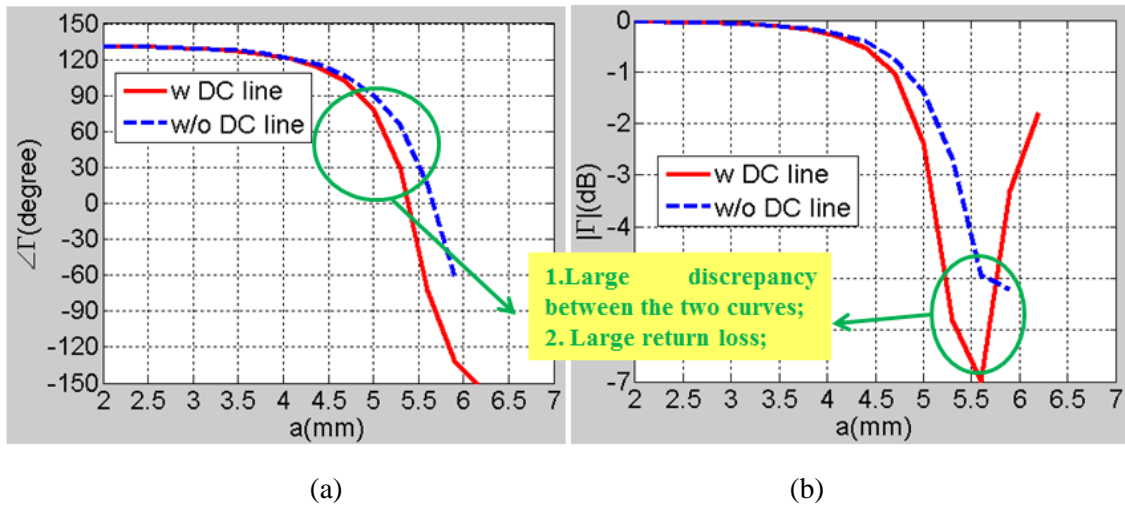 150
120
90
60
30
0
-30
-60
-90
-120
-150
∠Γ(degree)
w DC line
w/o DC line
2 2.5 3 3.5 4 4.5 5 5.5 6 6.5 7
a(mm)
0
-1
-2
-3
-4
-7
|Γ|(dB)
w DC line
w/o DC line
2 2.5 3 3.5 4 4.5 5 5.5 6 6.5 7
a(mm)
1.Large discrepancy
between the two curves;
2. Large return loss;
(a)
(b)